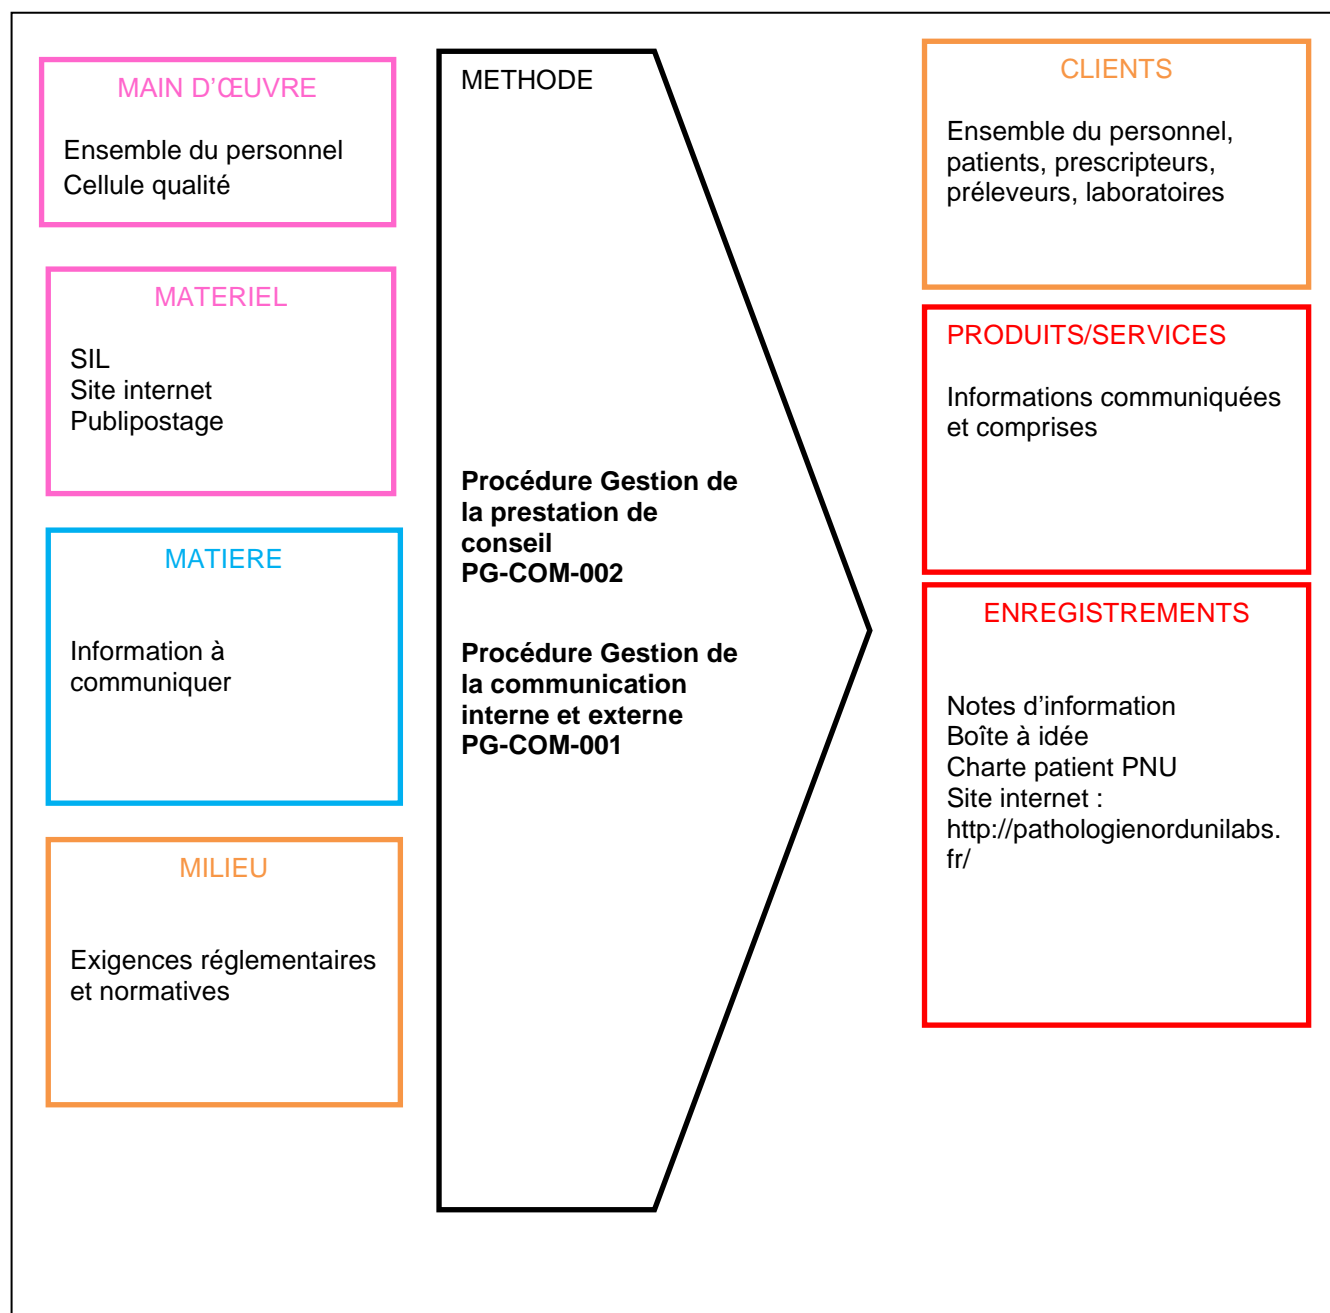 MAIN D’ŒUVRE
Ensemble du personnel
Cellule qualité
MATERIEL
SIL
Site internet
Publipostage
MATIERE
Information à
communiquer
MILIEU
Exigences réglementaires
et normatives
METHODE
Procédure Gestion de
la prestation de
conseil
PG-COM-002
Procédure Gestion de
la communication
interne et externe
PG-COM-001
CLIENTS
Ensemble du personnel,
patients, prescripteurs,
préleveurs, laboratoires
PRODUITS/SERVICES
Informations communiquées
et comprises
ENREGISTREMENTS
Notes d’information
Boîte à idée
Charte patient PNU
Site internet :
http://pathologienordunilabs.
fr/